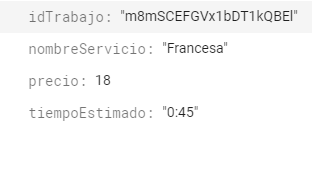 idTrabajo: "m8mSCEFGVx1bDT1kQBEl"
nombreServicio: "Francesa"
precio: 18
tiempoEstimado: "0:45"